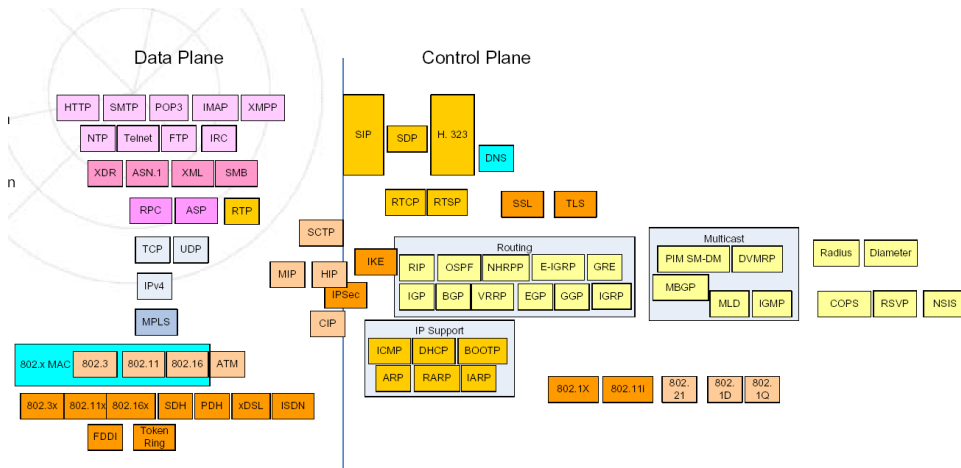 Data Plane
Control Plane
HTTP SMTP POP3 IMAP XMPP
NTP Telnet FTP IRC
SIP SDP H. 323
DNS
n
XDR ASN.1 XML SMB
RPC ASP RTP
RTCP RTSP
SSL TLS
SCTP
TCP UDP
IKE
MIP HIP
IPSec
CIP
IPv4
MPLS
Routing
RIP OSPF NHRPP E-IGRP GRE
IGP BGP VRRP EGP GGP IGRP
Multicast
PIM SM-DM DVMRP
MBGP
MLD IGMP
Radius Diameter
COPS RSVP NSIS
IP Support
ICMP DHCP BOOTP
ARP RARP IARP
802.x MAC 802.3 802.11 802.16 ATM
802.3x 802.11x 802.16x SDH PDH xDSL ISDN
FDDI
Token
Ring
802.1X 802.11I
802.
21
802.
1D
802.
1Q